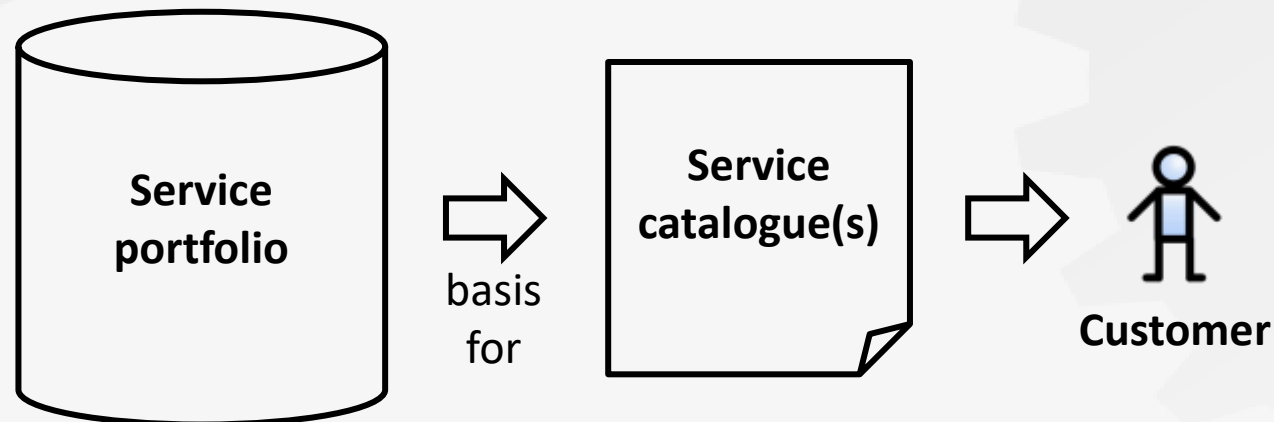 Service
portfolio
basis
for
Service
catalogue(s)
Customer